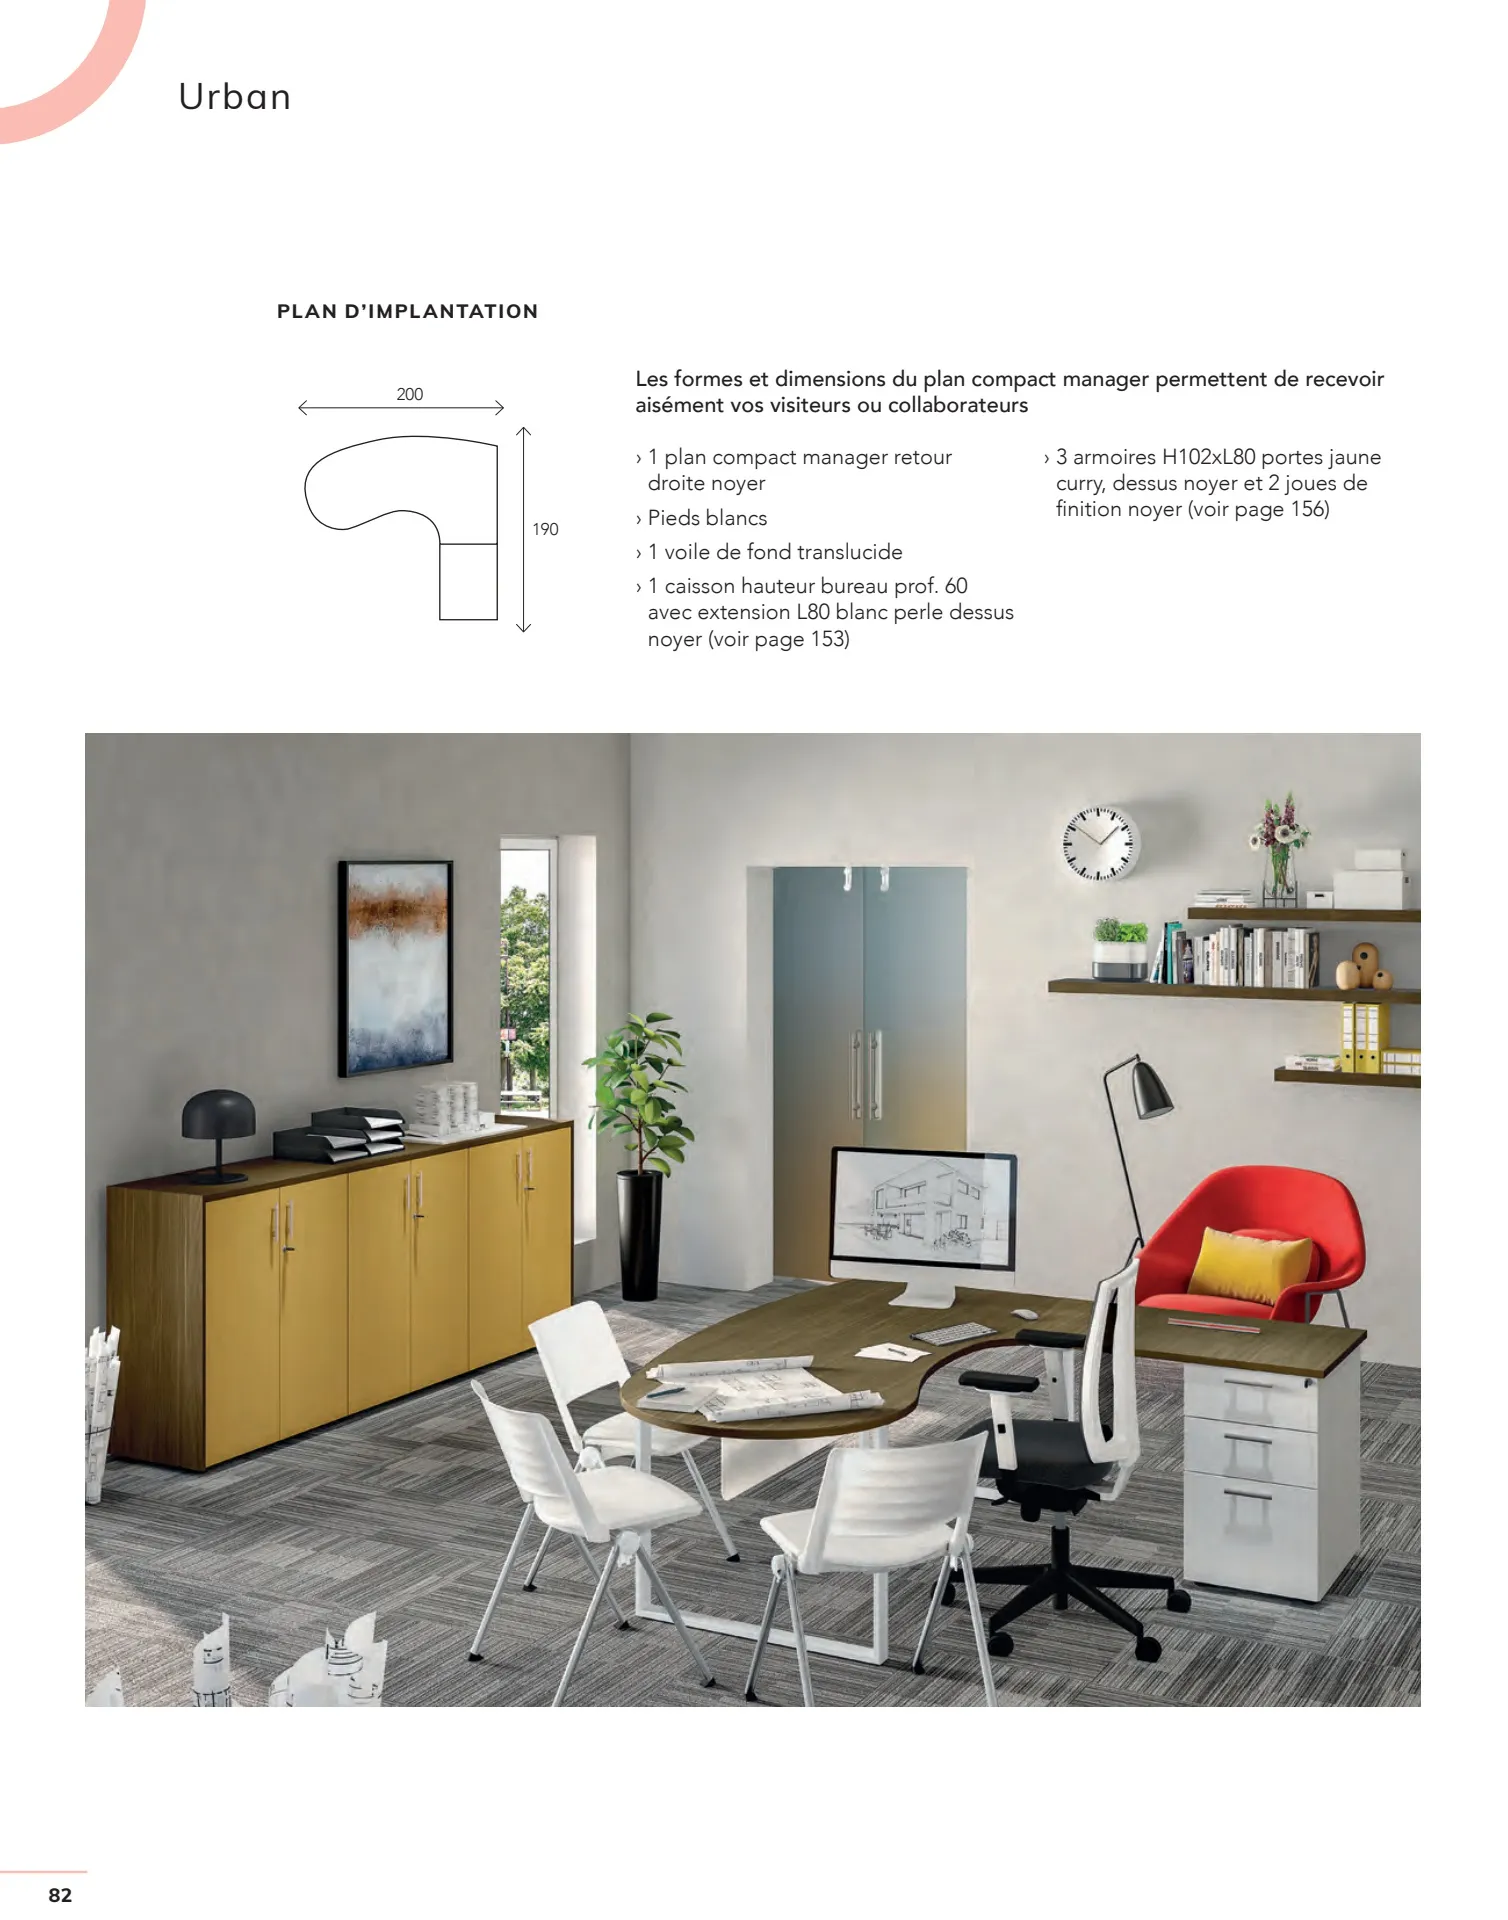 Urban
PLAN D’IMPLANTATION
200
190
Les formes et dimensions du plan compact manager permettent de recevoir
aisément vos visiteurs ou collaborateurs
› 1 plan compact manager retour
droite noyer
› Pieds blancs
› 1 voile de fond translucide
› 1 caisson hauteur bureau prof. 60
avec extension L80 blanc perle dessus
noyer (voir page 153)
› 3 armoires H102xL80 portes jaune
curry, dessus noyer et 2 joues de
finition noyer (voir page 156)
82